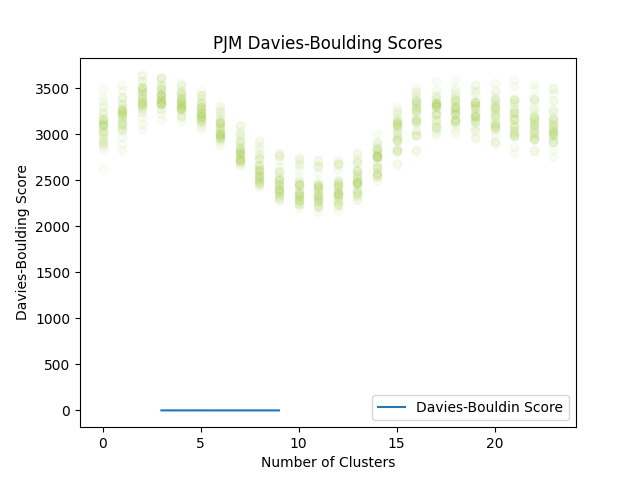 PJM Davies-Boulding Scores
Davies-Boulding Score
3500
3000
2500
2000
1500
1000
500
0
Davies-Bouldin Score
0 5 10 15 20
Number of Clusters